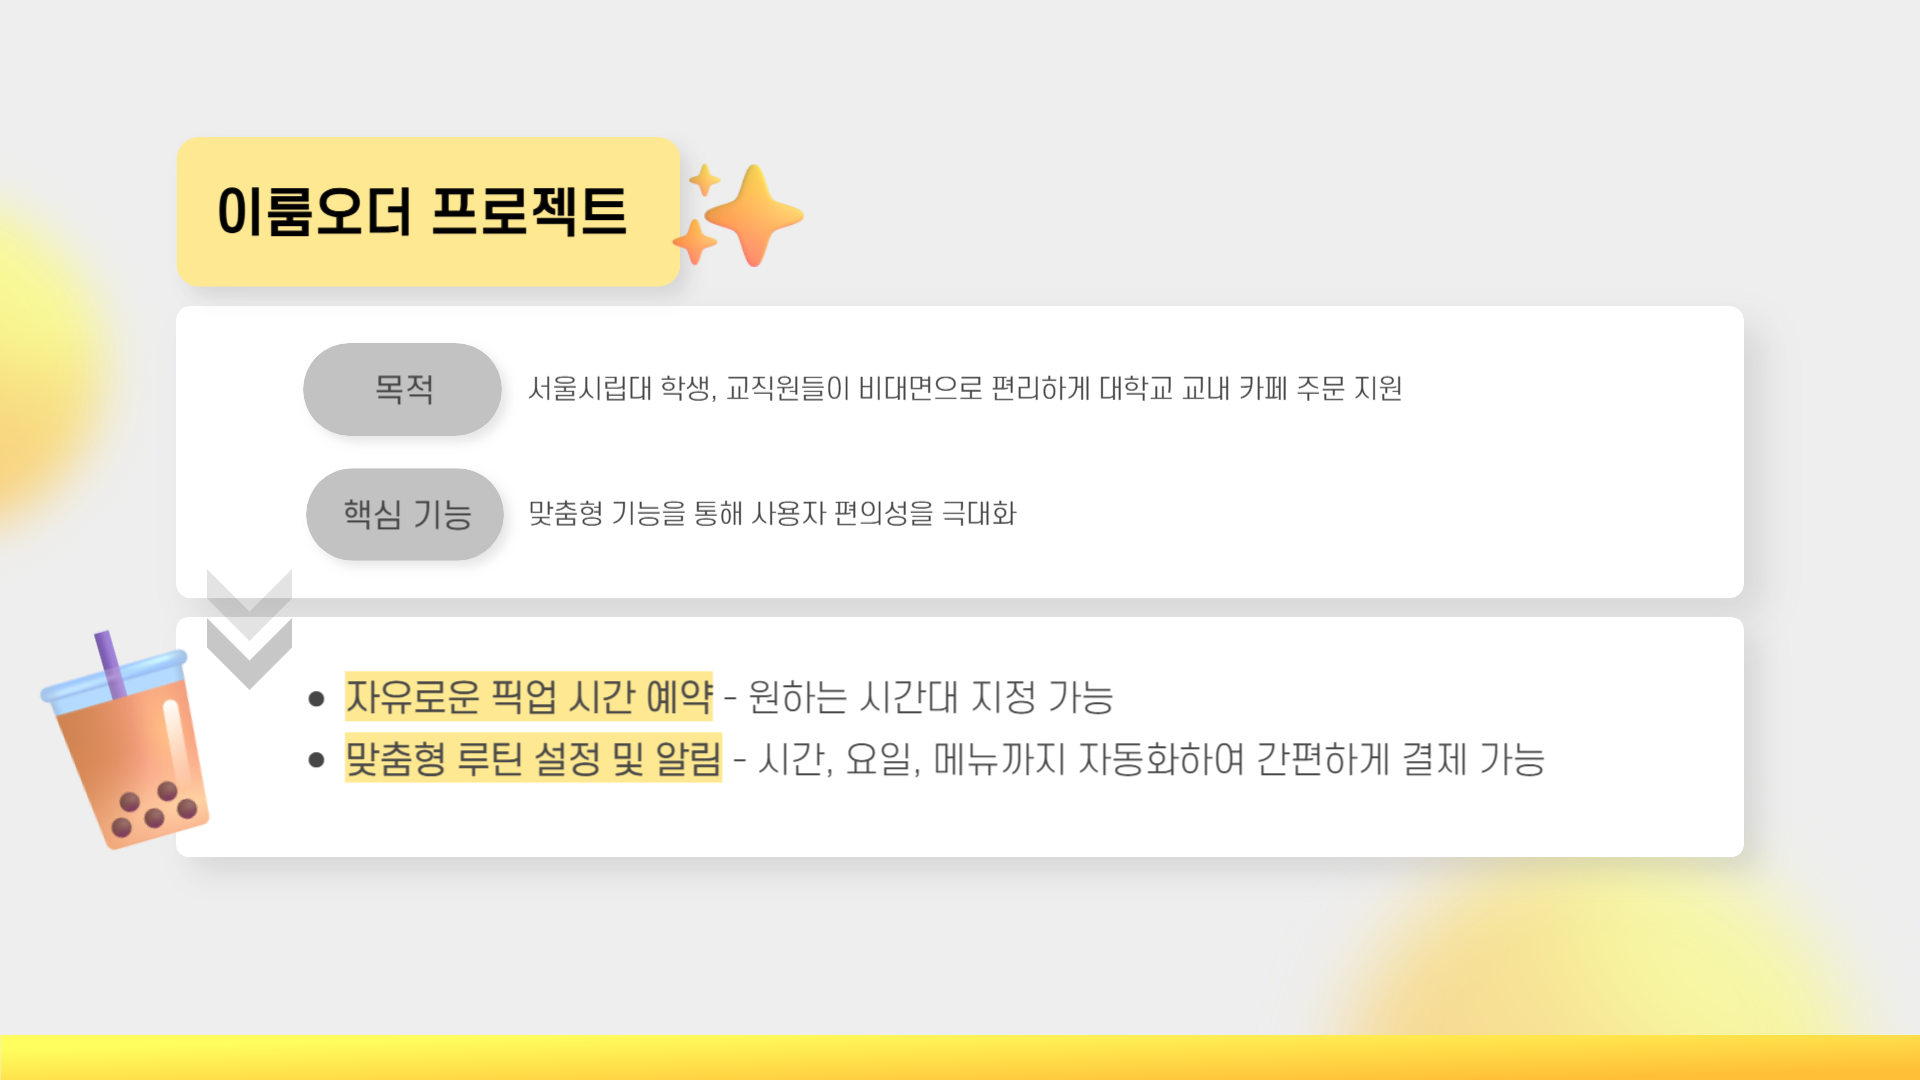 이룸오더 프로젝트
목적
서울시립대 학생, 교직원들이 비대면으로 편리하게 대학교 교내 카페 주문 지원
핵심 기능
맞춤형 기능을 통해 사용자 편의성을 극대화
• 자유로운 픽업 시간 예약 - 원하는 시간대 지정 가능
• 맞춤형 루틴 설정 및 알림 - 시간, 요일, 메뉴까지 자동화하여 간편하게 결제 가능